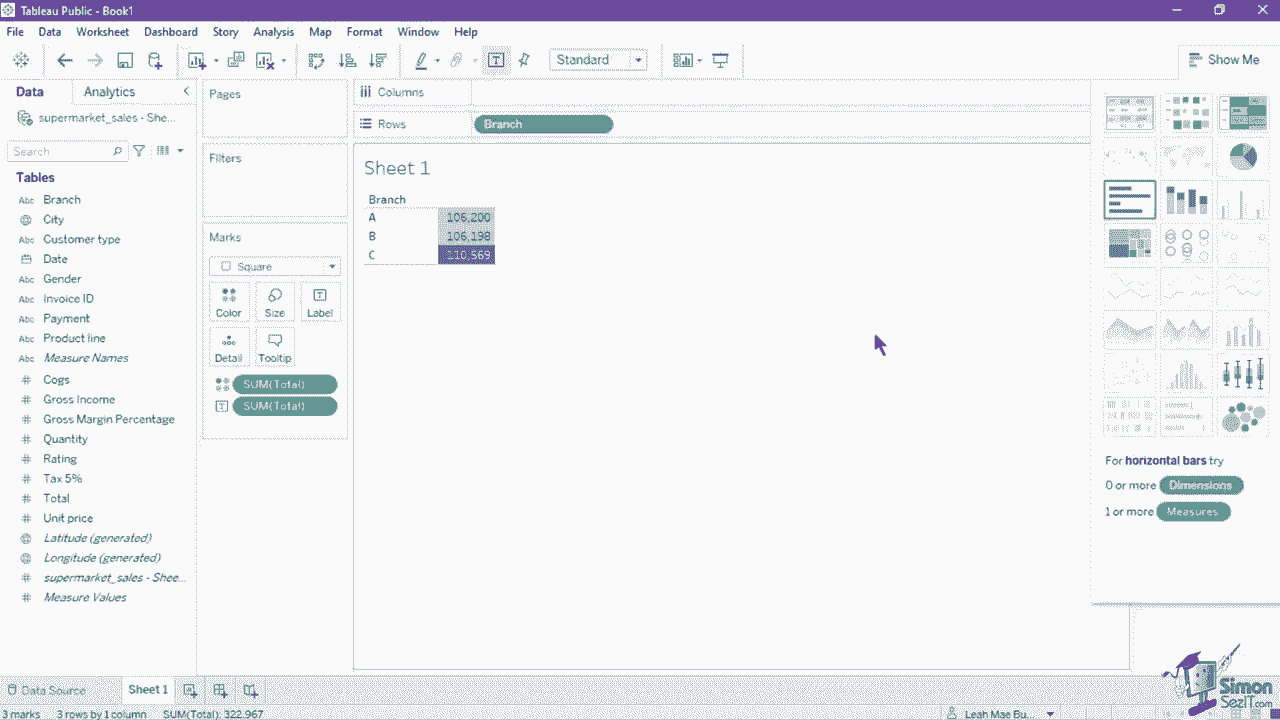 Tableau Public - Book1
File Data Worksheet Dashboard Story Analysis Map Format Window Help
Standard
Show Me
Data Analytics
supermarket_sales - She...
Search
Tables
Branch
City
Customer type
Date
Gender
Invoice ID
Payment
Product line
Measure Names
Cogs
Gross Income
Gross Margin Percentage
Quantity
Rating
Tax 5%
Total
Unit price
Latitude (generated)
Longitude (generated)
supermarket_sales - Shee...
Measure Values
Pages
Filters
Marks
Square
Color Size Label
Detail Tooltip
SUM(Total)
SUM(Total)
Columns
Rows Branch
Sheet 1
Branch
A 106,200
B 106,198
C 110,569
For horizontal bars try
0 or more Dimensions
1 or more Measures
Data Source Sheet 1
3 marks 3 rows by 1 column SUM(Total): 322,967
Leah Mae Bu...
Simon
SezIT.com